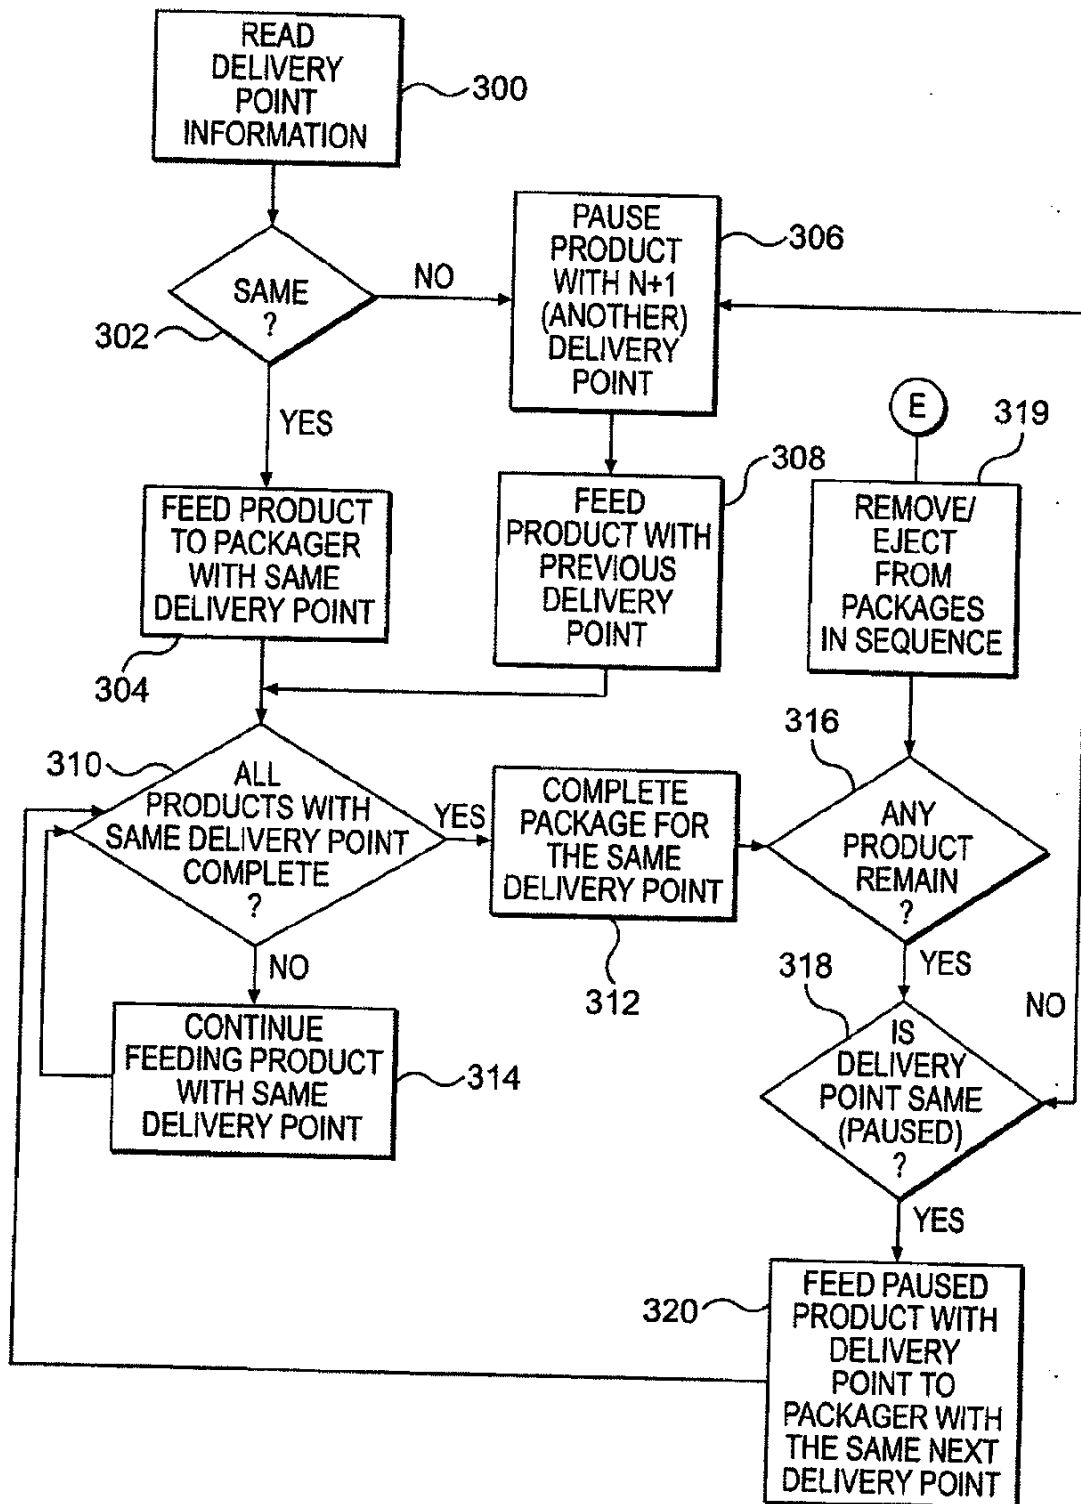 READ
DELIVERY
POINT
INFORMATION
300
SAME
?
302
NO
YES
PAUSE
PRODUCT
WITH N+1
(ANOTHER)
DELIVERY
POINT
306
FEED PRODUCT
TO PACKAGER
WITH SAME
DELIVERY POINT
304
FEED
PRODUCT WITH
PREVIOUS
DELIVERY
POINT
308
E
319
REMOVE/
EJECT
FROM
PACKAGES
IN SEQUENCE
310
ALL
PRODUCTS WITH
SAME DELIVERY POINT
COMPLETE
?
YES
NO
COMPLETE
PACKAGE FOR
THE SAME
DELIVERY POINT
312
316
ANY
PRODUCT
REMAIN
?
YES
CONTINUE
FEEDING PRODUCT
WITH SAME
DELIVERY POINT
314
318
IS
DELIVERY
POINT SAME
(PAUSED)
?
NO
YES
320
FEED PAUSED
PRODUCT WITH
DELIVERY
POINT TO
PACKAGER WITH
THE SAME NEXT
DELIVERY POINT